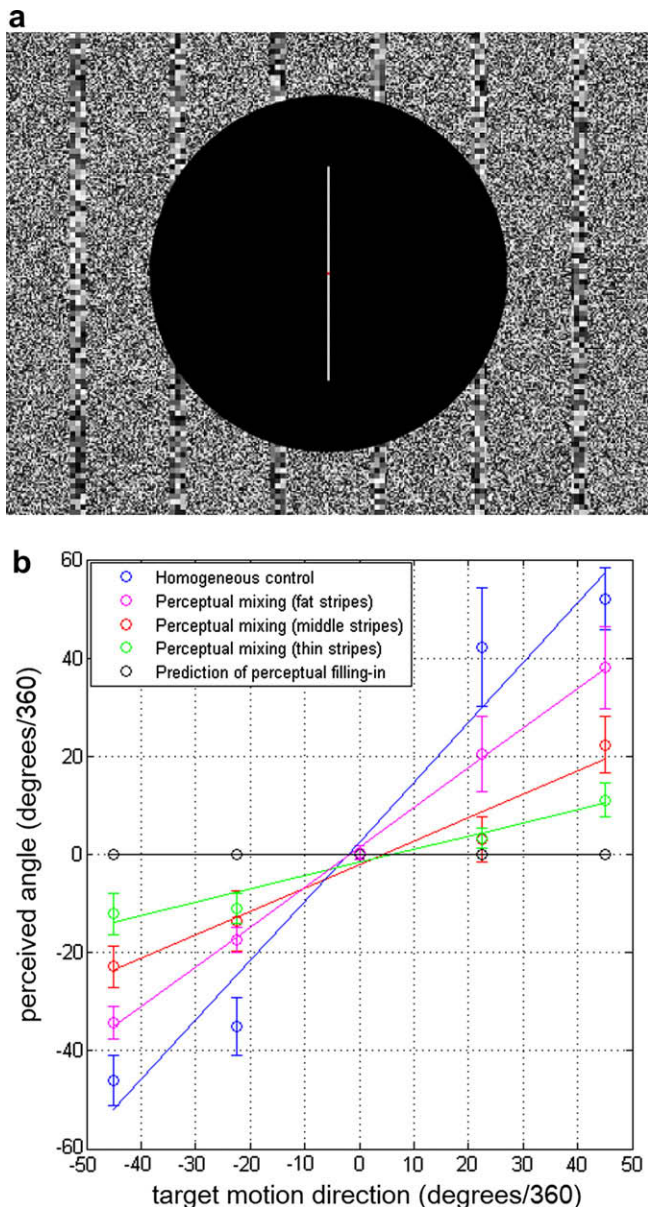 a
b
60
40
20
0
-20
-40
-60
perceived angle (degrees/360)
Homogeneous control
Perceptual mixing (fat stripes)
Perceptual mixing (middle stripes)
Perceptual mixing (thin stripes)
Prediction of perceptual filling-in
-50 -40 -30 -20 -10 0 10 20 30 40 50
target motion direction (degrees/360)